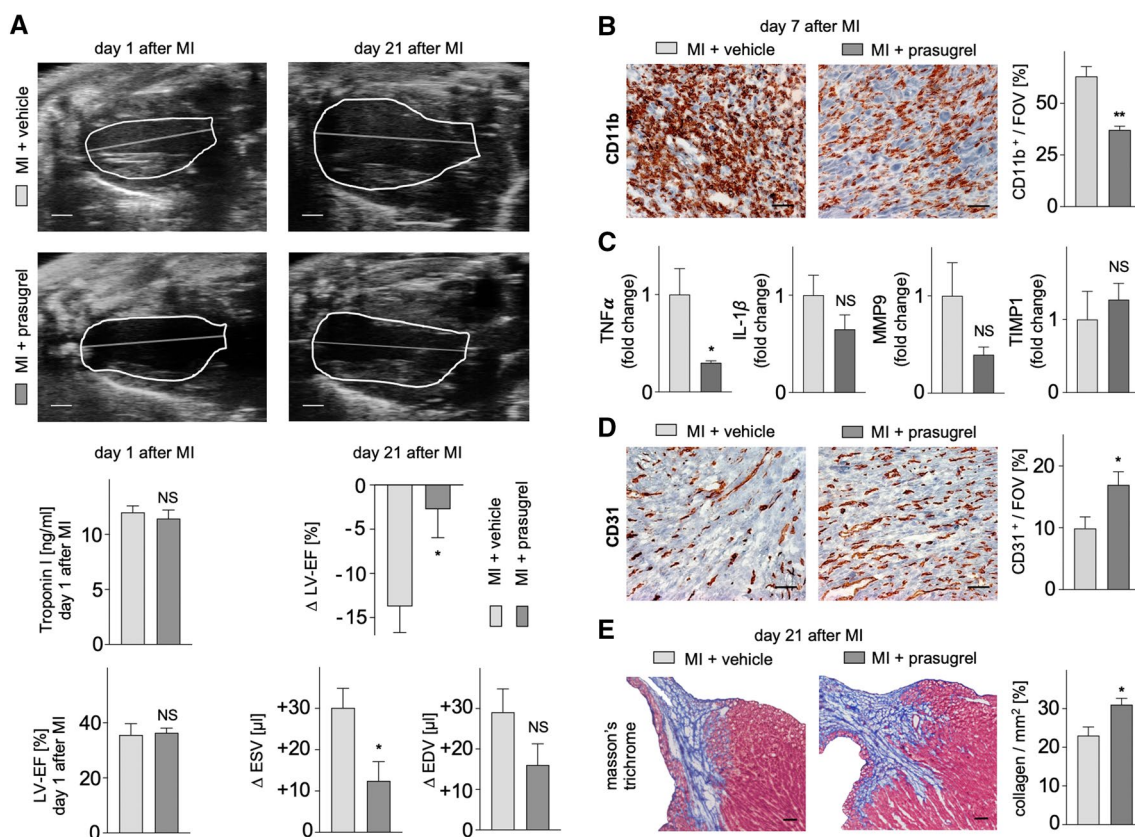 A
day 1 after MI
day 21 after MI
MI + vehicle
MI + prasugrel
day 1 after MI
day 21 after MI
Troponin I [ng/ml]
day 1 after MI
10
5
0
NS
Δ LV-EF [%]
0
-5
-10
-15
*
MI + vehicle
MI + prasugrel
LV-EF [%]
day 1 after MI
40
20
0
NS
Δ ESV [µl]
+30
+20
+10
0
*
Δ EDV [µl]
+30
+20
+10
0
NS
B
day 7 after MI
MI + vehicle
MI + prasugrel
CD11b
CD11b + / FOV [%]
50
25
0
**
C
TNFα
(fold change)
1
0
*
IL-1β
(fold change)
1
0
NS
MMP9
(fold change)
1
0
NS
TIMP1
(fold change)
1
0
NS
D
MI + vehicle
MI + prasugrel
CD31
CD31 + / FOV [%]
20
10
0
*
E
day 21 after MI
MI + vehicle
MI + prasugrel
masson's
trichrome
collagen / mm² [%]
30
20
10
0
*